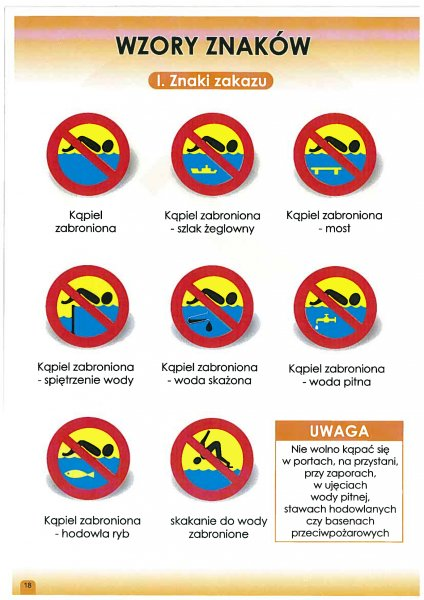 WZORY ZNAKÓW
I. Znaki zakazu
Kąpiel
zabroniona
Kąpiel zabroniona
- szlak żeglowny
Kąpiel zabroniona
- most
Kąpiel zabroniona
- spiętrzenie wody
Kąpiel zabroniona
- woda skażona
Kąpiel zabroniona
- woda pitna
Kąpiel zabroniona
- hodowla ryb
skakanie do wody
zabronione
UWAGA
Nie wolno kąpać się
w portach, na przystani,
przy zaporach,
w ujęciach
wody pitnej,
stawach hodowlanych
czy basenach
przeciwpożarowych
18